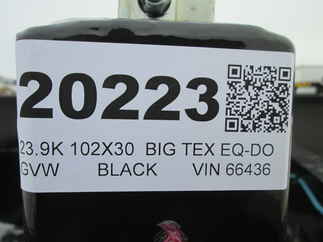 20223
23.9K 102X30 BIG TEX EQ-DO
GVW BLACK VIN 66436